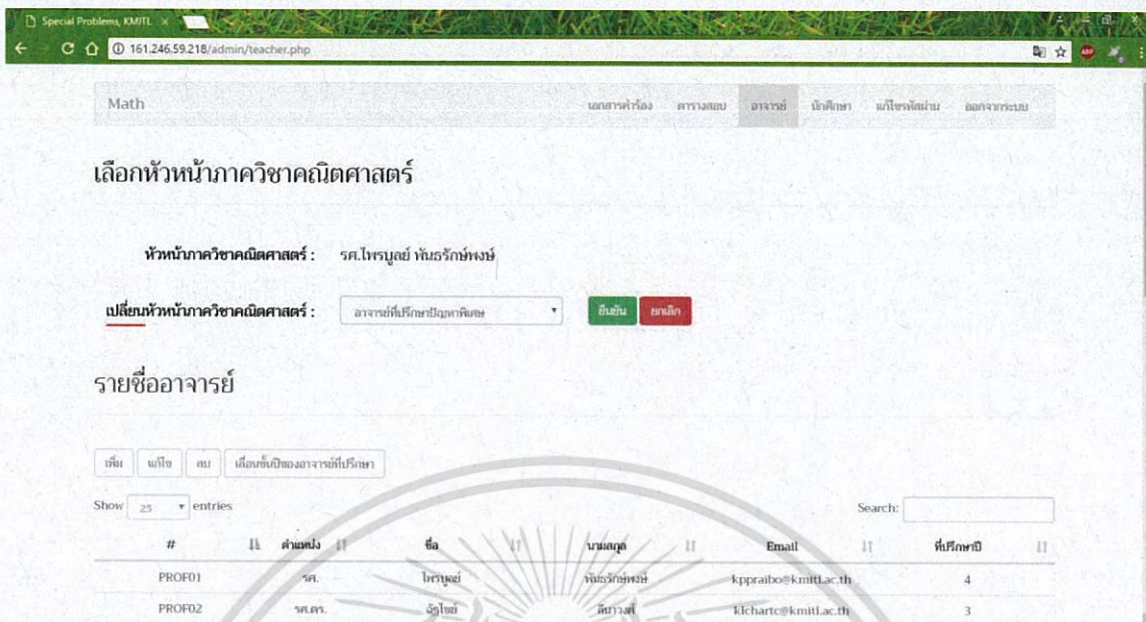 Special Problems, KMITL
161.246.59.218/admin/teacher.php
Math เอกสารคำร้อง ตารางสอบ อาจารย์ นักศึกษา แก้ไขรหัสผ่าน ออกจากระบบ
เลือกหัวหน้าภาควิชาคณิตศาสตร์
หัวหน้าภาควิชาคณิตศาสตร์ : รศ.ไพรบูลย์ พันธรักษ์พงษ์
เปลี่ยนหัวหน้าภาควิชาคณิตศาสตร์ : อาจารย์ที่ปรึกษาปัญหาพิเศษ ยืนยัน ยกเลิก
รายชื่ออาจารย์
เพิ่ม แก้ไข ลบ เลื่อนชั้นปีของอาจารย์ที่ปรึกษา
Show 25 entries Search:
# ตำแหน่ง ชื่อ นามสกุล Email ที่ปรึกษาปี
PROF01 รศ. ไพรบูลย์ พันธรักษ์พงษ์ kppraibo@kmitl.ac.th 4
PROF02 รศ.ดร. ฉัฐไชย์ ลีนาวงศ์ klchartc@kmitl.ac.th 3